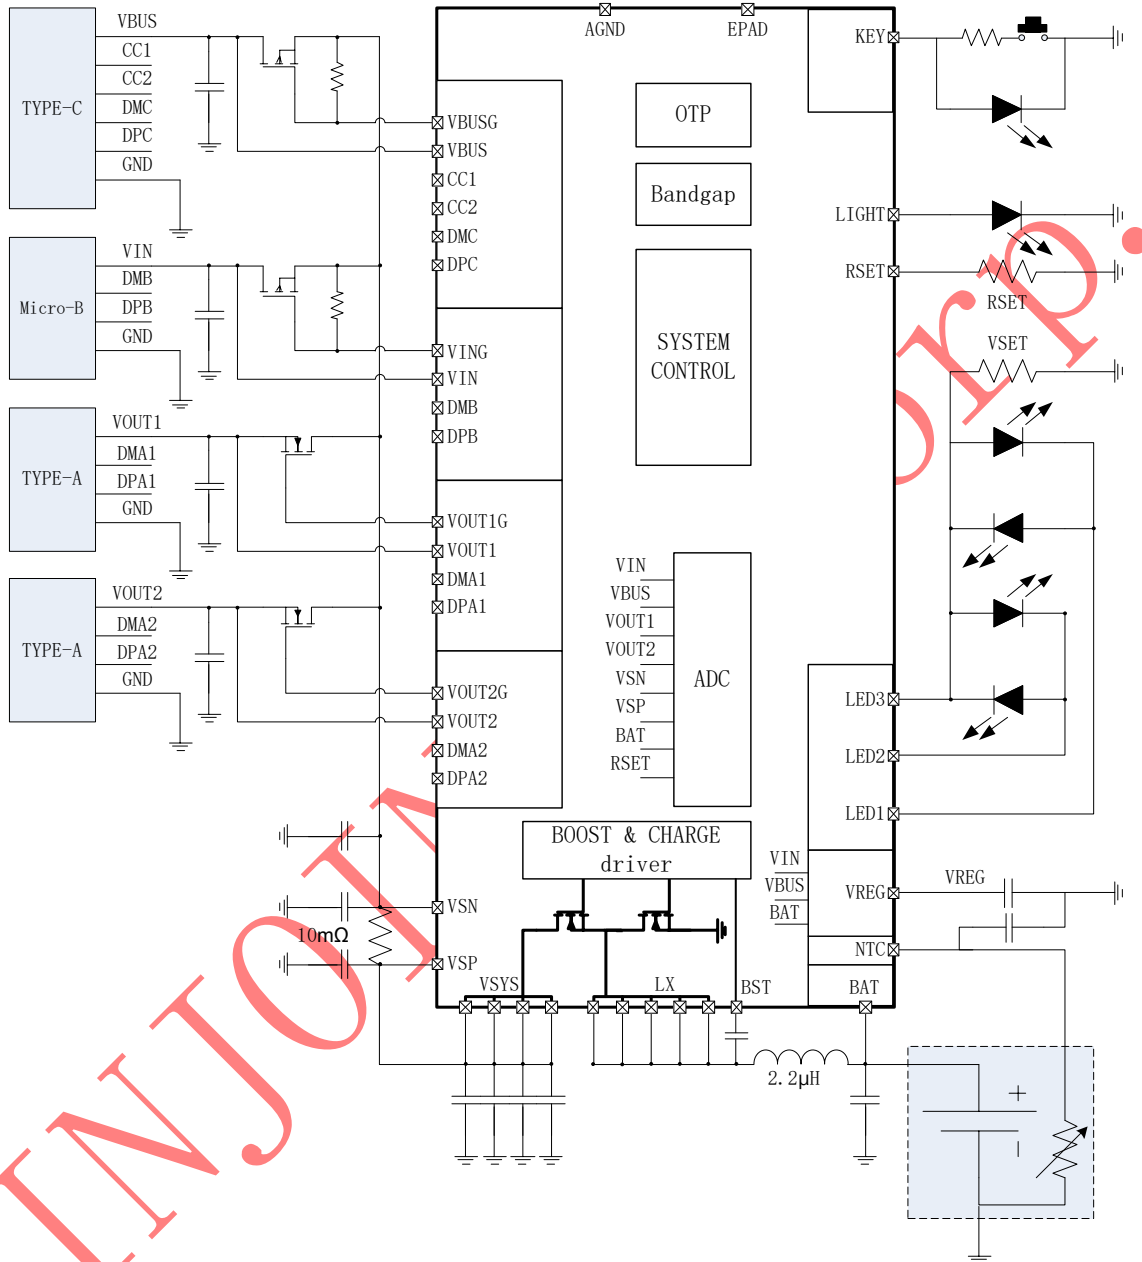 AGND
EPAD
TYPE-C
VBUS
CC1
CC2
DMC
DPC
GND
VBUSG
VBUS
CC1
CC2
DMC
DPC
Micro-B
VIN
DMB
DPB
GND
VING
VIN
DMB
DPB
TYPE-A
VOUT1
DMA1
DPA1
GND
VOUT1G
VOUT1
DMA1
DPA1
TYPE-A
VOUT2
DMA2
DPA2
GND
VOUT2G
VOUT2
DMA2
DPA2
10mΩ
VSN
VSP
OTP
Bandgap
SYSTEM
CONTROL
VIN
VBUS
VOUT1
VOUT2
VSN
VSP
BAT
RSET
ADC
BOOST & CHARGE
driver
VSYS
LX
BST
BAT
2.2μH
KEY
LIGHT
RSET
RSET
VSET
LED3
LED2
LED1
VIN
VBUS
BAT
VREG
VREG
NTC
+
INJOIN
orp.